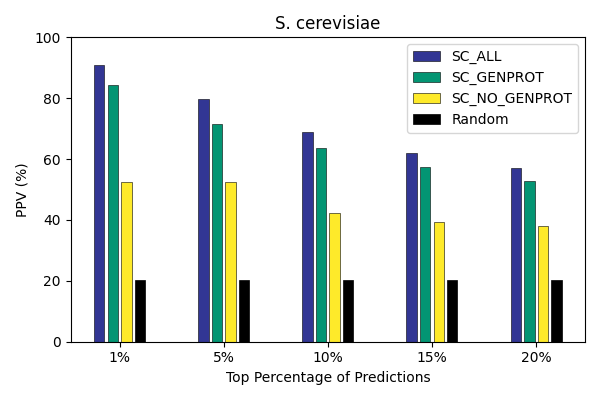 S. cerevisiae
100
80
60
40
20
0
PPV (%)
SC_ALL
SC_GENPROT
SC_NO_GENPROT
Random
1% 5% 10% 15% 20%
Top Percentage of Predictions